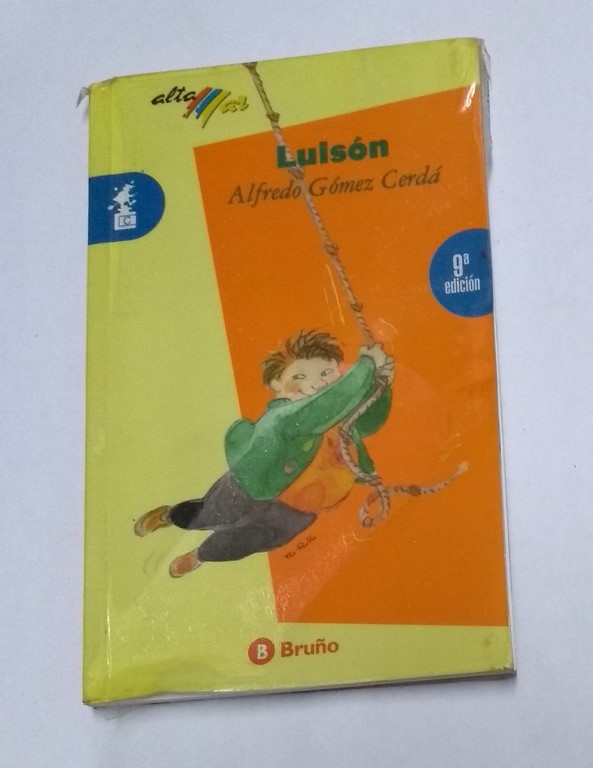 alta
mar
Luisón
Alfredo Gómez Cerdá
9ª
edición
B Bruño